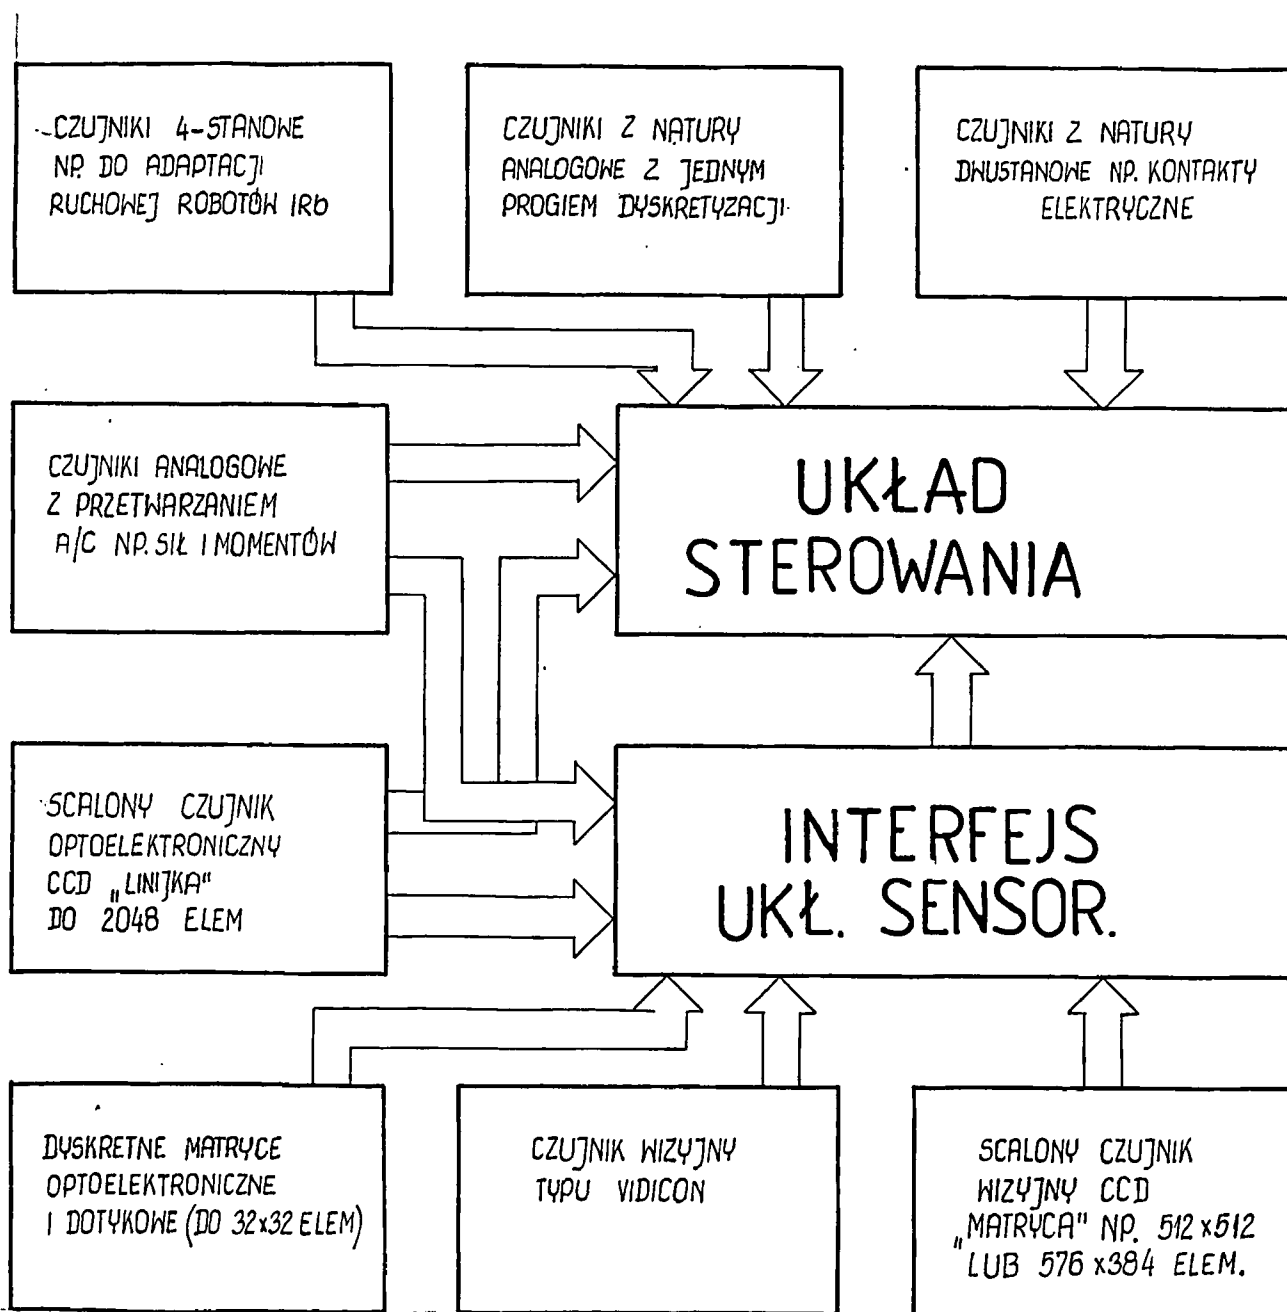 CZUJNIKI 4-STANOWE
NP. DO ADAPTACJI
RUCHOWEJ ROBOTÓW IRb
CZUJNIKI Z NATURY
ANALOGOWE Z JEDNYM
PROGIEM DYSKRETYZACJI
CZUJNIKI Z NATURY
DWUSTANOWE NP. KONTAKTY
ELEKTRYCZNE
CZUJNIKI ANALOGOWE
Z PRZETWARZANIEM
A/C NP. SIŁ I MOMENTÓW
UKŁAD
STEROWANIA
SCALONY CZUJNIK
OPTOELEKTRONICZNY
CCD „LINIJKA"
DO 2048 ELEM
INTERFEJS
UKŁ. SENSOR.
DYSKRETNE MATRYCE
OPTOELEKTRONICZNE
I DOTYKOWE (DO 32x32 ELEM)
CZUJNIK WIZYJNY
TYPU VIDICON
SCALONY CZUJNIK
WIZYJNY CCD
„MATRYCA" NP. 512x512
LUB 576x384 ELEM.